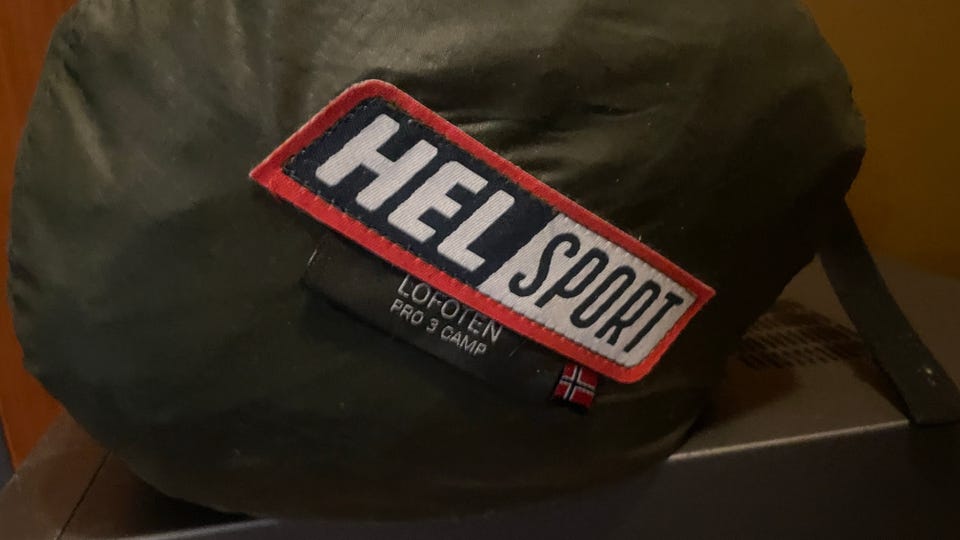 HEL SPORT
LOFOTEN
PRO 3 CAMP